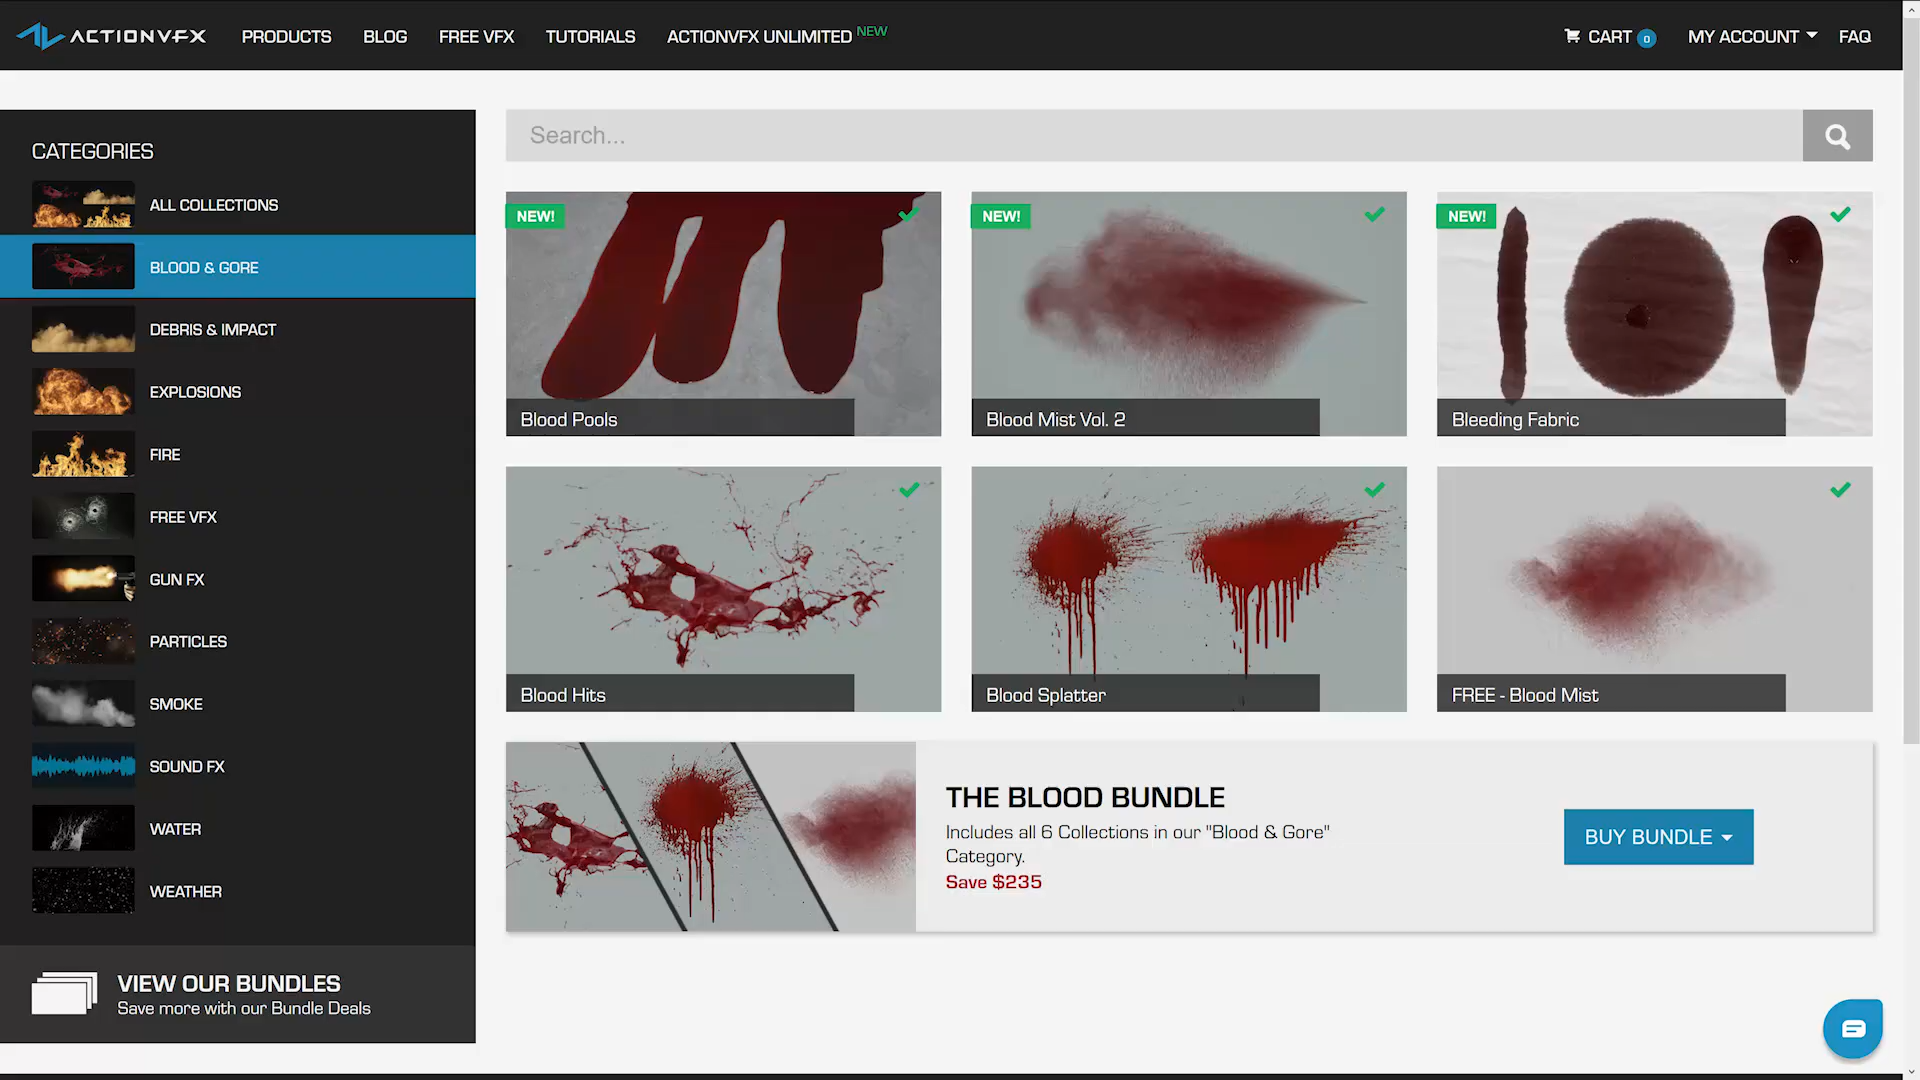 ACTIONVFX
PRODUCTS
BLOG
FREE VFX
TUTORIALS
ACTIONVFX UNLIMITED NEW
CART 0
MY ACCOUNT
FAQ
CATEGORIES
ALL COLLECTIONS
BLOOD & GORE
DEBRIS & IMPACT
EXPLOSIONS
FIRE
FREE VFX
GUN FX
PARTICLES
SMOKE
SOUND FX
WATER
WEATHER
VIEW OUR BUNDLES
Save more with our Bundle Deals
Search...
NEW!
Blood Pools
NEW!
Blood Mist Vol. 2
NEW!
Bleeding Fabric
Blood Hits
Blood Splatter
FREE - Blood Mist
THE BLOOD BUNDLE
Includes all 6 Collections in our "Blood & Gore"
Category.
Save $235
BUY BUNDLE